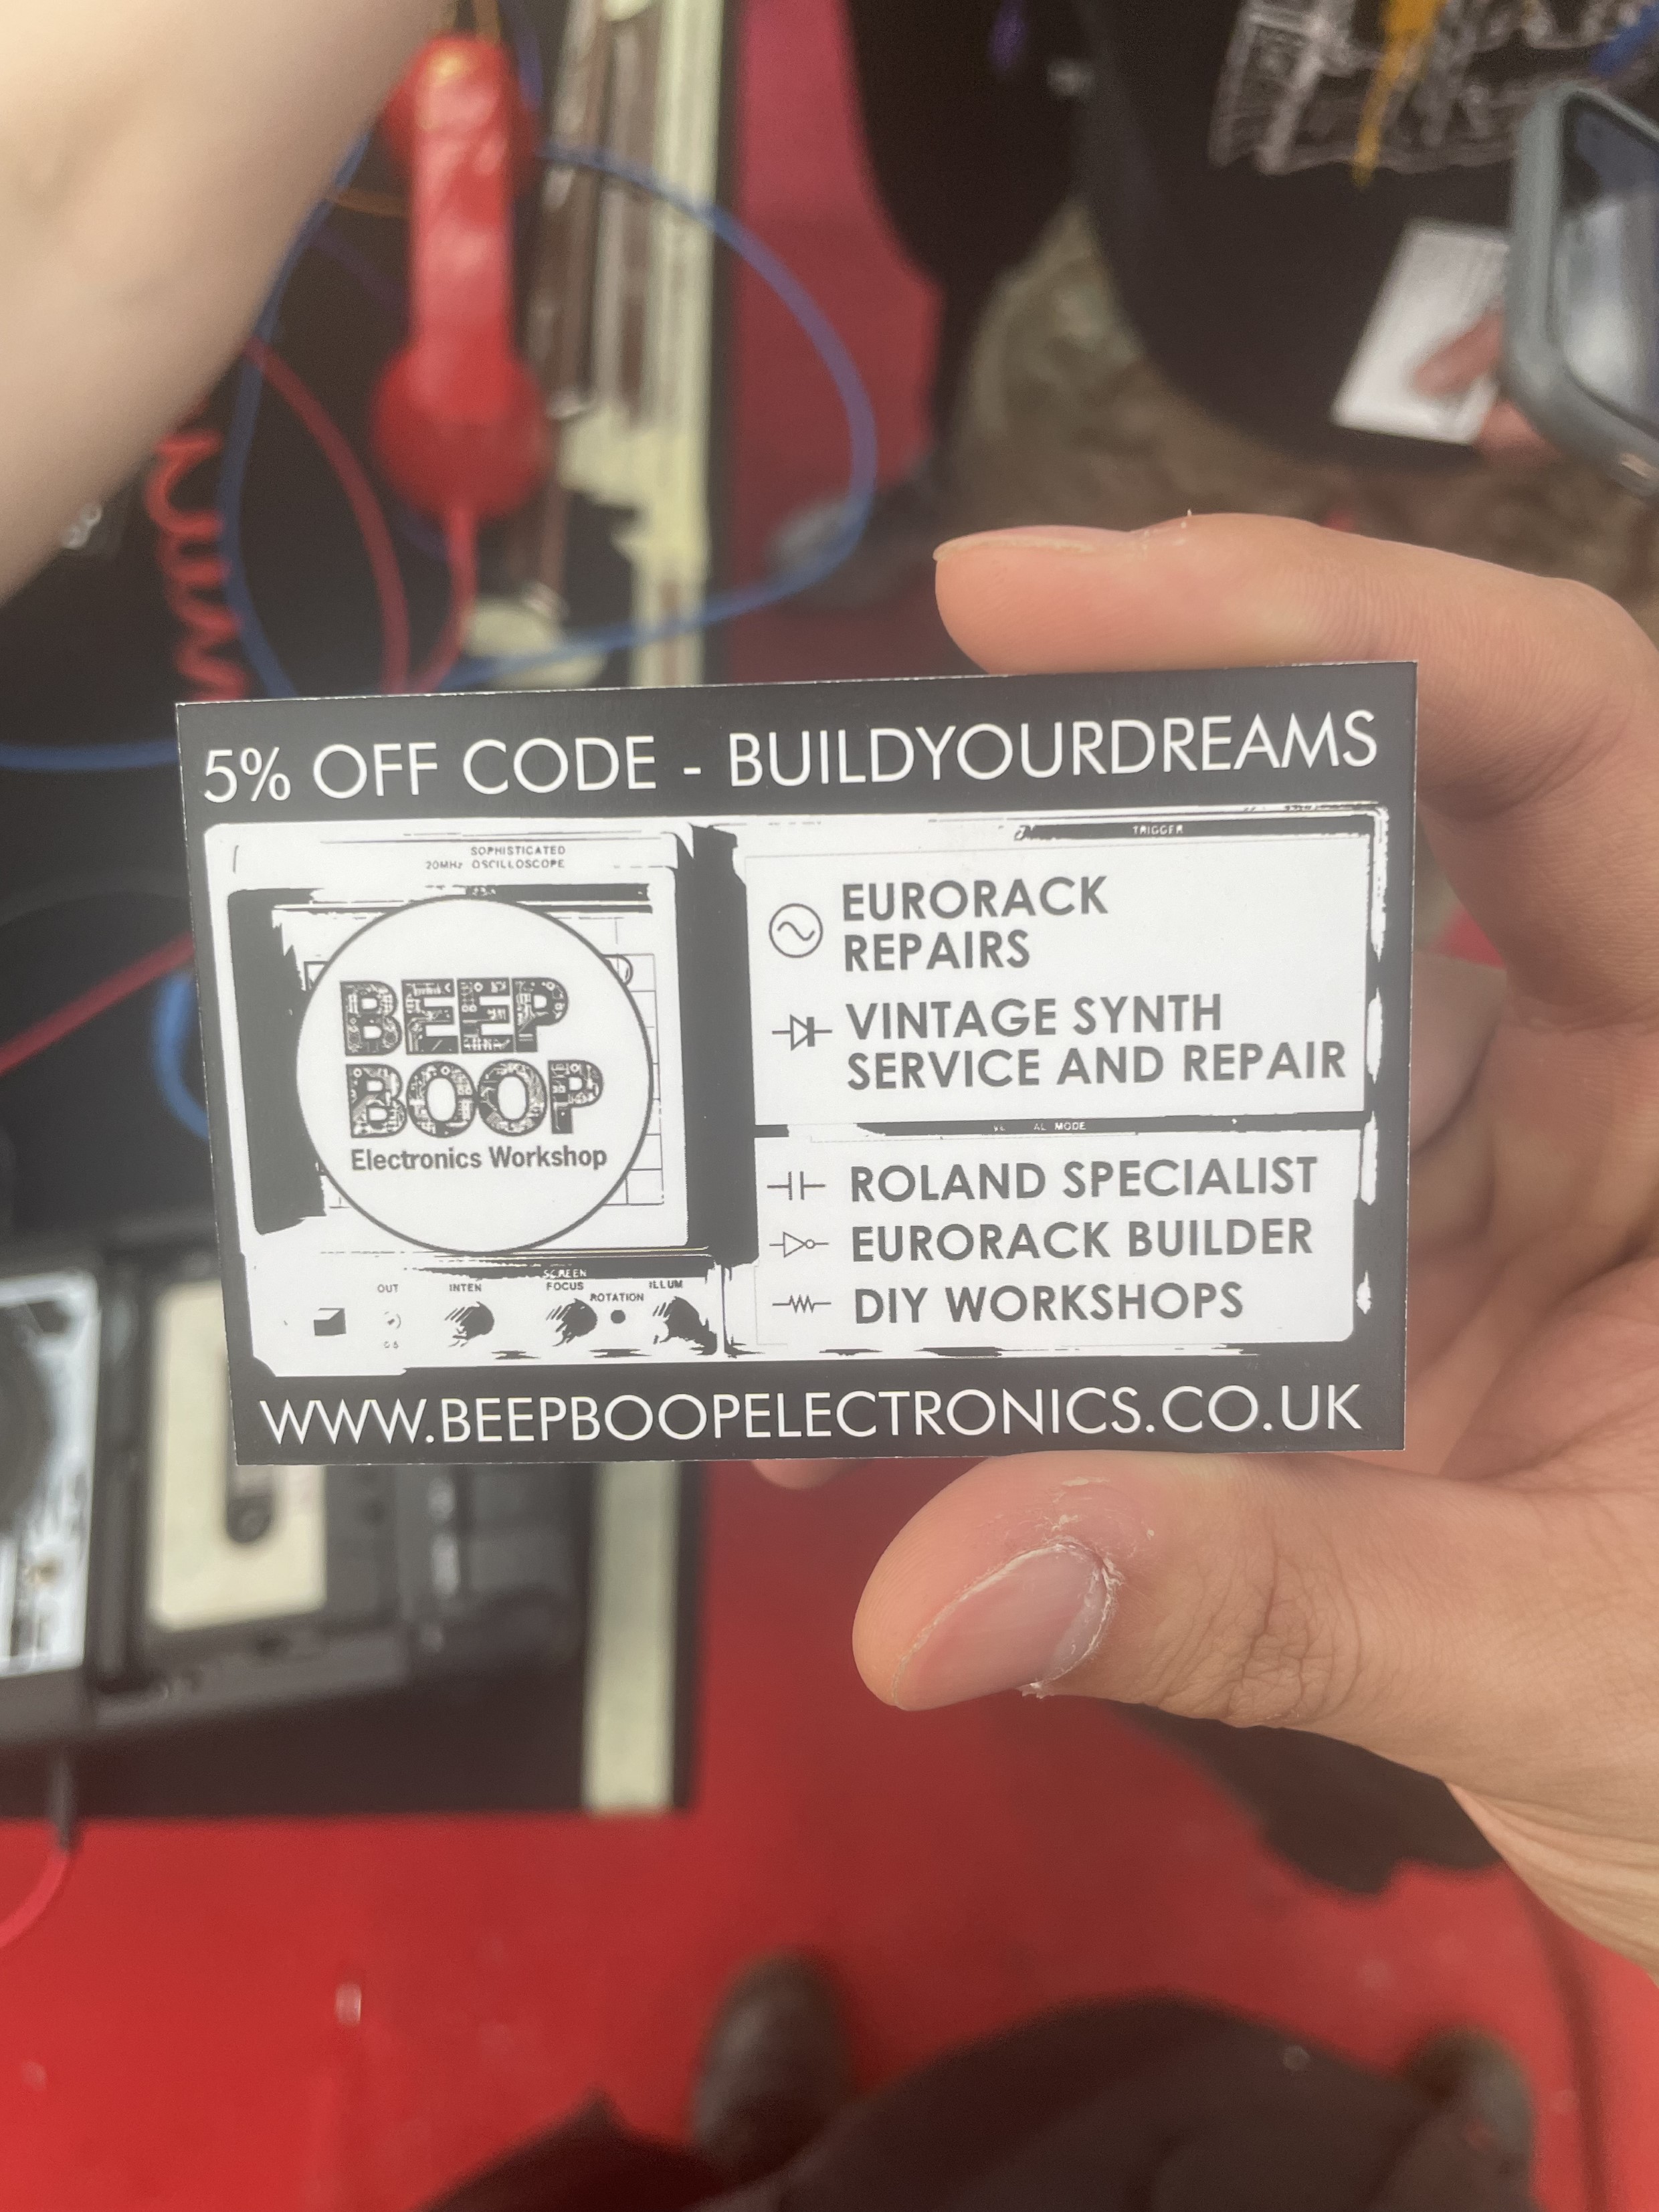 5% OFF CODE - BUILDYOURDREAMS
SOPHISTICATED
20MHz OSCILLOSCOPE
BEEP
BOOP
Electronics Workshop
SCREEN
OUT
INTEN
FOCUS
ROTATION
ILLUM
TRIGGER
EURORACK
REPAIRS
VINTAGE SYNTH
SERVICE AND REPAIR
MODE
ROLAND SPECIALIST
EURORACK BUILDER
DIY WORKSHOPS
WWW.BEEPBOOPELECTRONICS.CO.UK